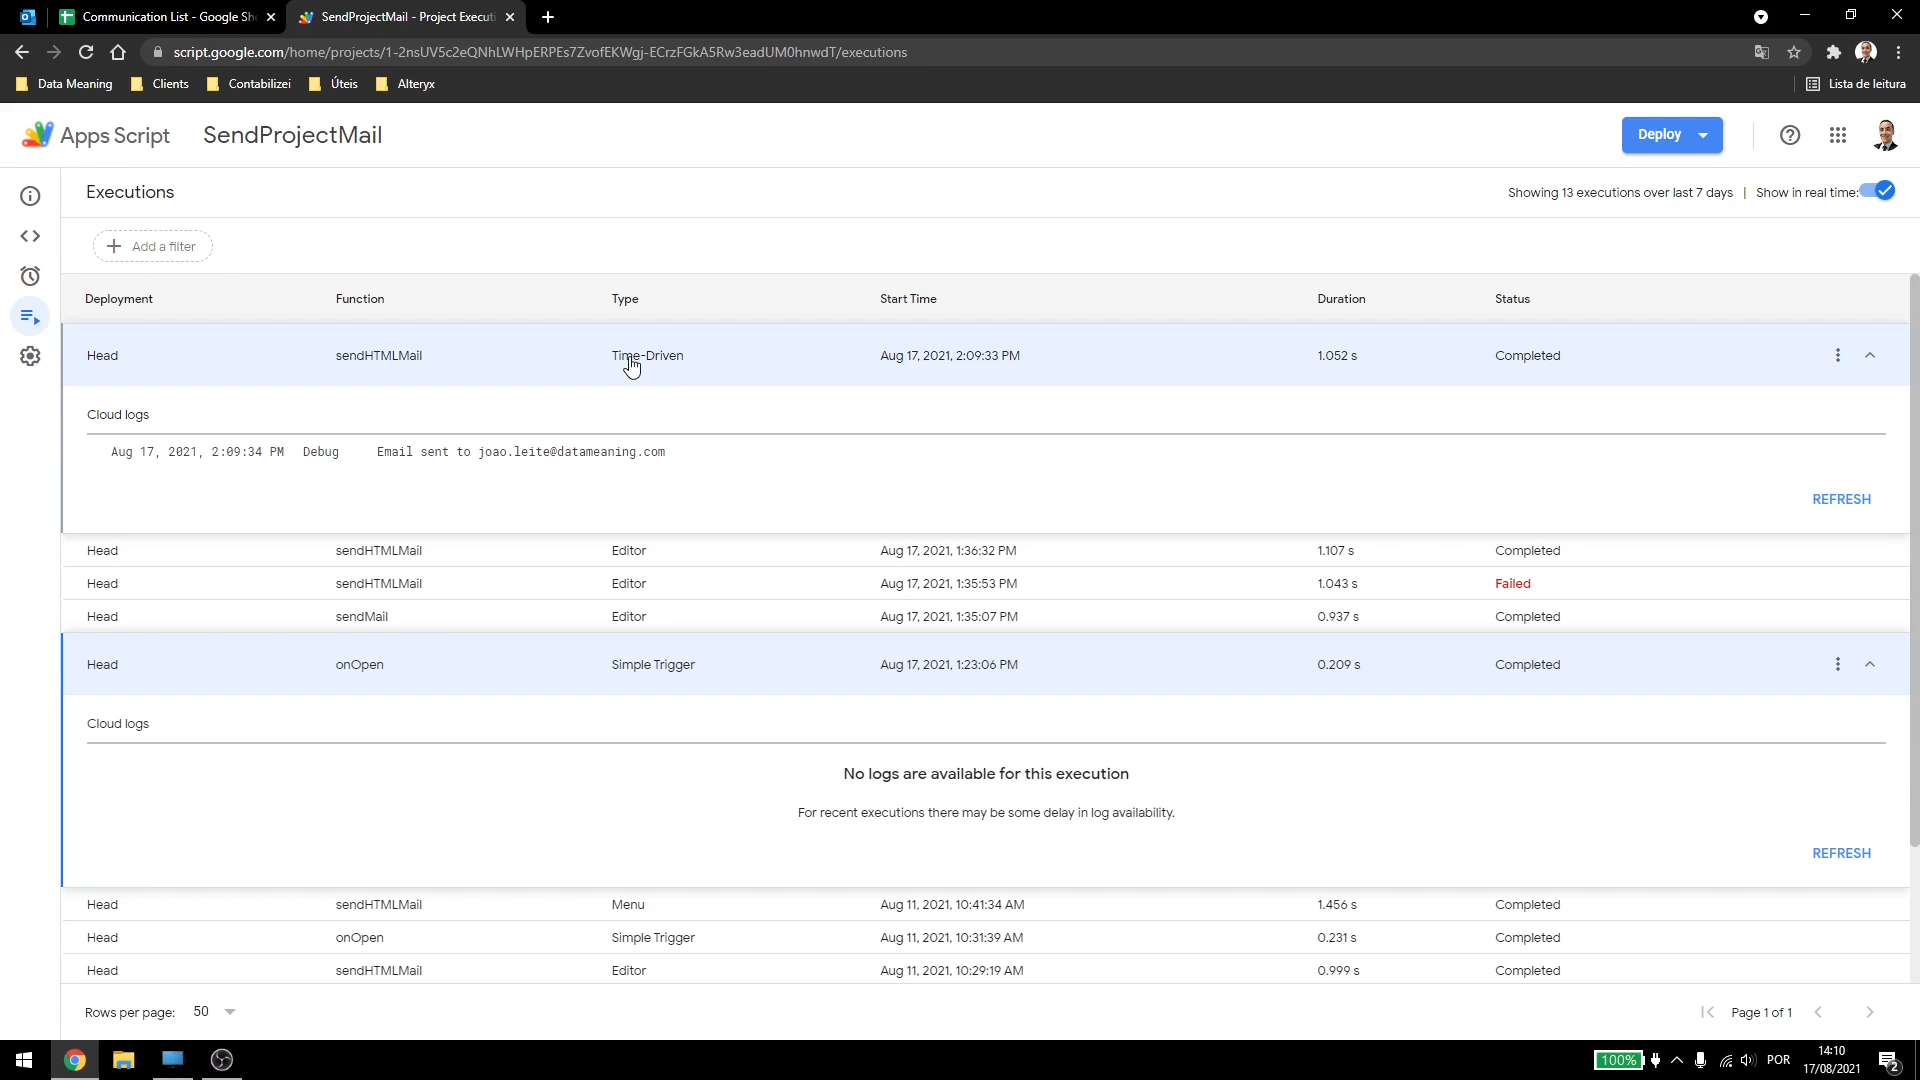 Communication List - Google She
SendProjectMail - Project Executi
script.google.com/home/projects/1-2nsUV5c2eQNhLWHpERPEs7ZvofEKWgj-ECrzFGkA5Rw3eadUM0hnwdT/executions
Data Meaning Clients Contabilizei Úteis Alteryx Lista de leitura
Apps Script SendProjectMail Deploy
Executions Showing 13 executions over last 7 days | Show in real time:
Add a filter
Deployment Function Type Start Time Duration Status
Head sendHTMLMail Time-Driven Aug 17, 2021, 2:09:33 PM 1.052 s Completed
Cloud logs
Aug 17, 2021, 2:09:34 PM Debug Email sent to joao.leite@datameaning.com
REFRESH
Head sendHTMLMail Editor Aug 17, 2021, 1:36:32 PM 1.107 s Completed
Head sendHTMLMail Editor Aug 17, 2021, 1:35:53 PM 1.043 s Failed
Head sendMail Editor Aug 17, 2021, 1:35:07 PM 0.937 s Completed
Head onOpen Simple Trigger Aug 17, 2021, 1:23:06 PM 0.209 s Completed
Cloud logs
No logs are available for this execution
For recent executions there may be some delay in log availability.
REFRESH
Head sendHTMLMail Menu Aug 11, 2021, 10:41:34 AM 1.456 s Completed
Head onOpen Simple Trigger Aug 11, 2021, 10:31:39 AM 0.231 s Completed
Head sendHTMLMail Editor Aug 11, 2021, 10:29:19 AM 0.999 s Completed
Rows per page: 50 Page 1 of 1
100% POR 14:10
17/08/2021 2